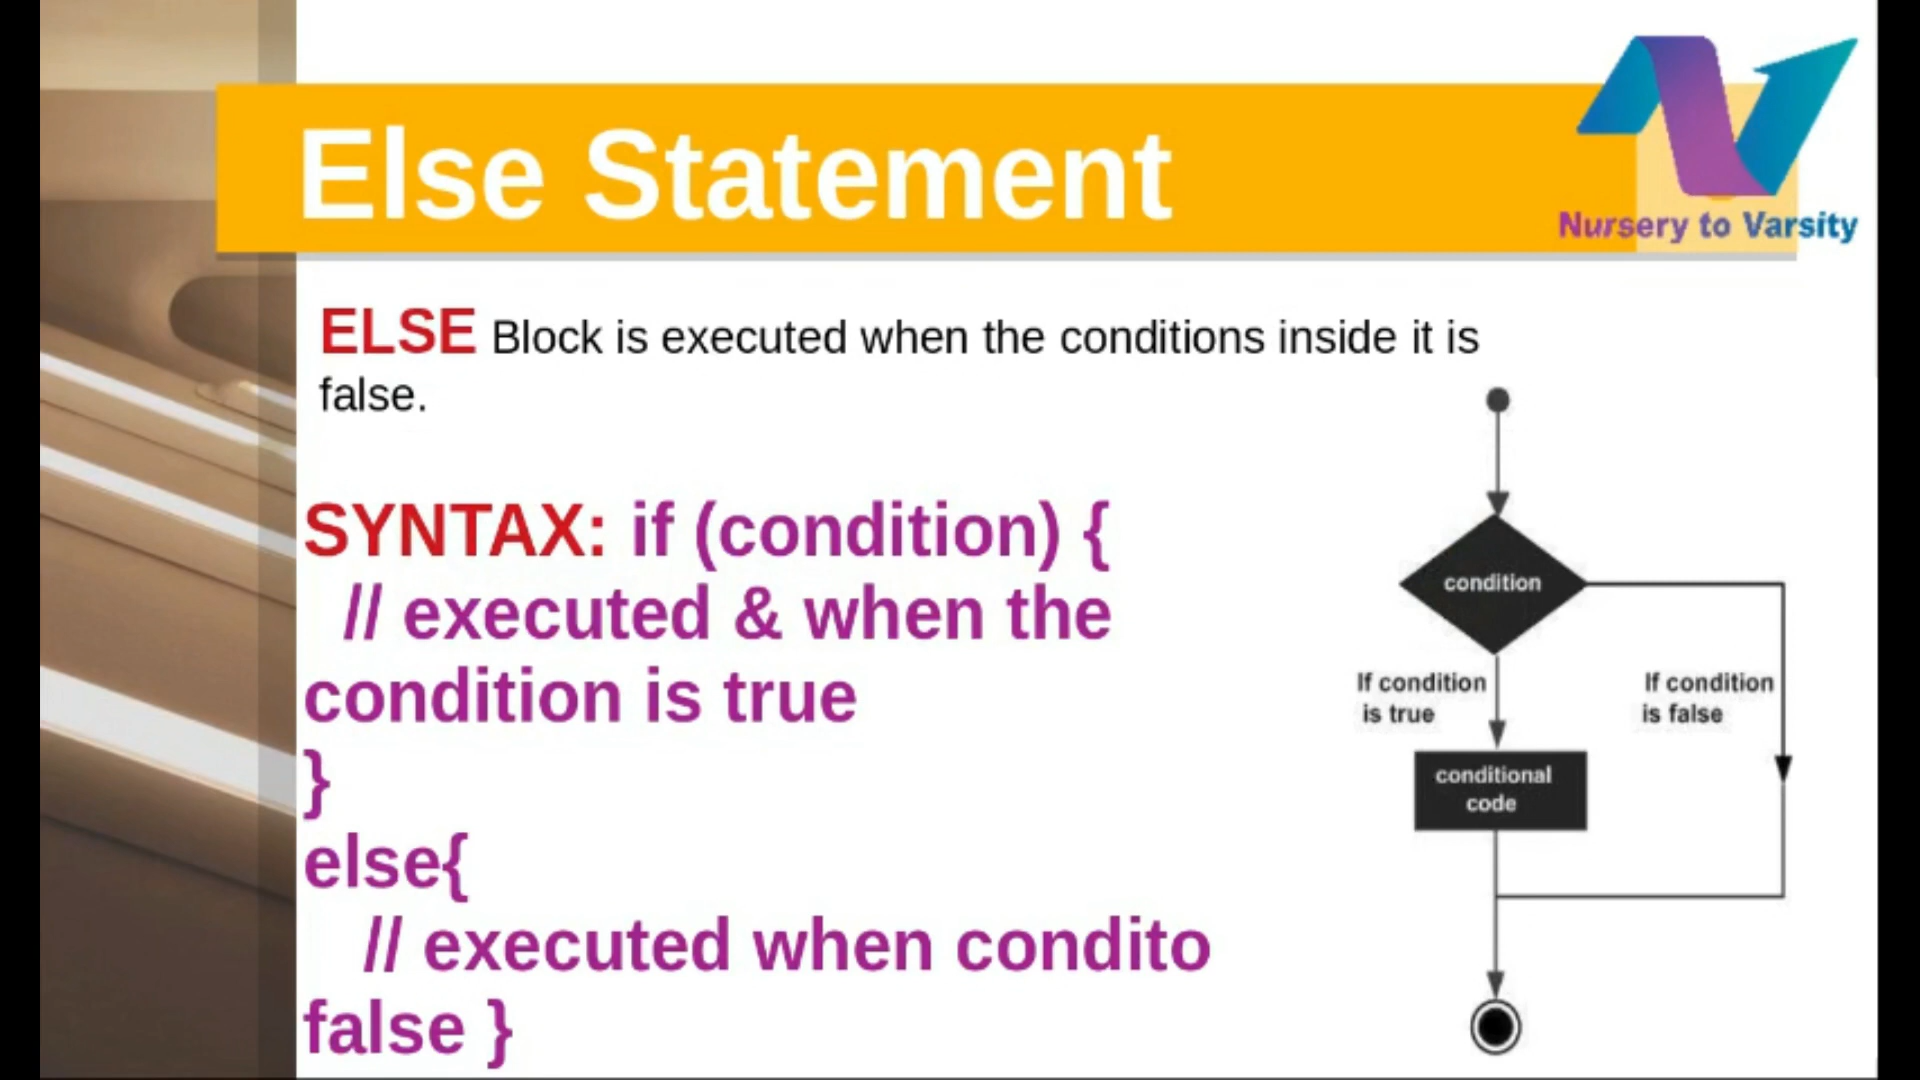 Else Statement
Nursery to Varsity
ELSE Block is executed when the conditions inside it is
false.
SYNTAX: if (condition) {
// executed & when the
condition is true
}
else{
// executed when condito
false }
condition
If condition
is true
If condition
is false
conditional
code